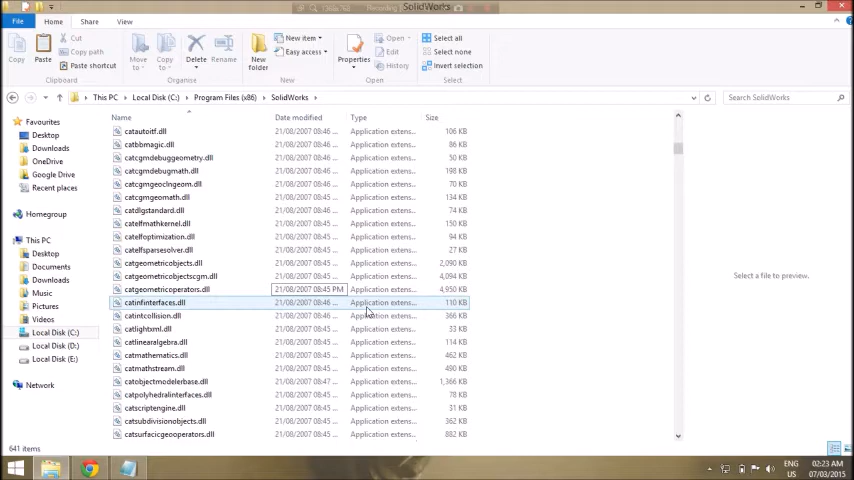 SolidWorks
Recording
File Home Share View
Copy Paste Cut Copy path Paste shortcut
Move to Copy to Delete Rename
New folder New item Easy access
Properties Open Edit History
Select all Select none Invert selection
Clipboard Organise New Open Select
This PC Local Disk (C:) Program Files (x86) SolidWorks
Search SolidWorks
Favourites
Desktop
Downloads
OneDrive
Google Drive
Recent places
Homegroup
This PC
Desktop
Documents
Downloads
Music
Pictures
Videos
Local Disk (C:)
Local Disk (D:)
Local Disk (E:)
Network
Name Date modified Type Size
catautoitf.dll 21/08/2007 08:46 ... Application extens... 106 KB
catbbmagic.dll 21/08/2007 08:46 ... Application extens... 86 KB
catcgmdebuggeometry.dll 21/08/2007 08:46 ... Application extens... 50 KB
catcgmdebugmath.dll 21/08/2007 08:46 ... Application extens... 198 KB
catcgmgeoclngeom.dll 21/08/2007 08:45 ... Application extens... 70 KB
catcgmgeomath.dll 21/08/2007 08:45 ... Application extens... 134 KB
catdlgstandard.dll 21/08/2007 08:46 ... Application extens... 74 KB
catelfmathkernel.dll 21/08/2007 08:45 ... Application extens... 150 KB
catelfoptimization.dll 21/08/2007 08:45 ... Application extens... 94 KB
catelfsparsesolver.dll 21/08/2007 08:45 ... Application extens... 27 KB
catgeometricobjects.dll 21/08/2007 08:45 ... Application extens... 2,090 KB
catgeometricobjectscgm.dll 21/08/2007 08:45 ... Application extens... 4,094 KB
catgeometricoperators.dll 21/08/2007 08:45 PM Application extens... 4,950 KB
catinfinterfaces.dll 21/08/2007 08:46 ... Application extens... 110 KB
catintcollision.dll 21/08/2007 08:46 ... Application extens... 366 KB
catlightxml.dll 21/08/2007 08:45 ... Application extens... 33 KB
catlinearalgebra.dll 21/08/2007 08:45 ... Application extens... 114 KB
catmathematics.dll 21/08/2007 08:45 ... Application extens... 462 KB
catmathstream.dll 21/08/2007 08:45 ... Application extens... 490 KB
catobjectmodelerbase.dll 21/08/2007 08:47 ... Application extens... 1,366 KB
catpolyhedralinterfaces.dll 21/08/2007 08:45 ... Application extens... 78 KB
catscriptengine.dll 21/08/2007 08:45 ... Application extens... 31 KB
catsubdivisionobjects.dll 21/08/2007 08:45 ... Application extens... 362 KB
catsurfacicgeooperators.dll 21/08/2007 08:45 ... Application extens... 882 KB
Select a file to preview.
641 items
ENG 02:23 AM
US 07/03/2015